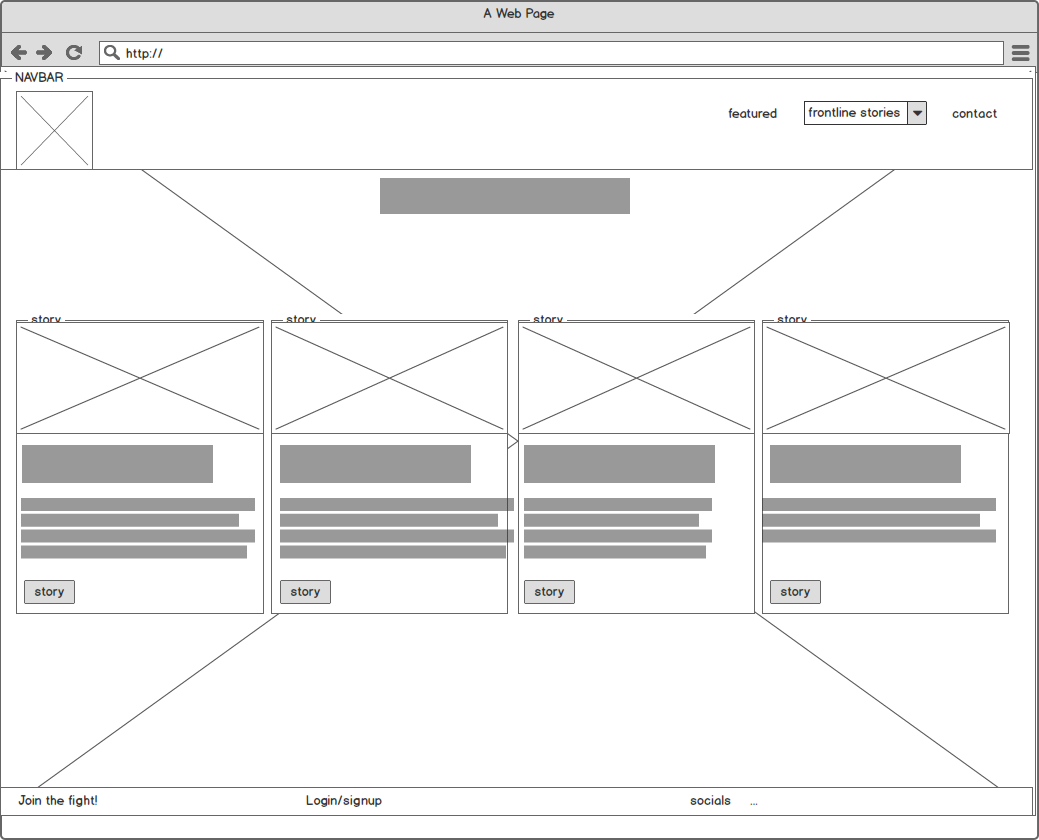 A Web Page
http://
NAVBAR
featured
frontline stories
contact
story
story
story
story
story
story
story
story
Join the fight!
Login/signup
socials
...